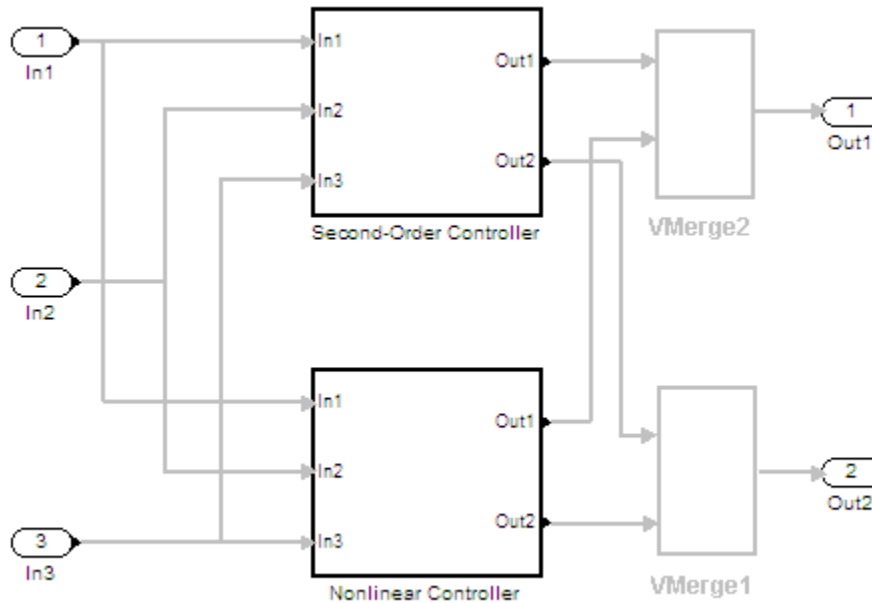 1
In1
In1
In2
In3
Out1
Out2
Second-Order Controller
VMerge2
1
Out1
2
In2
In1
In2
In3
Out1
Out2
Nonlinear Controller
VMerge1
2
Out2
3
In3